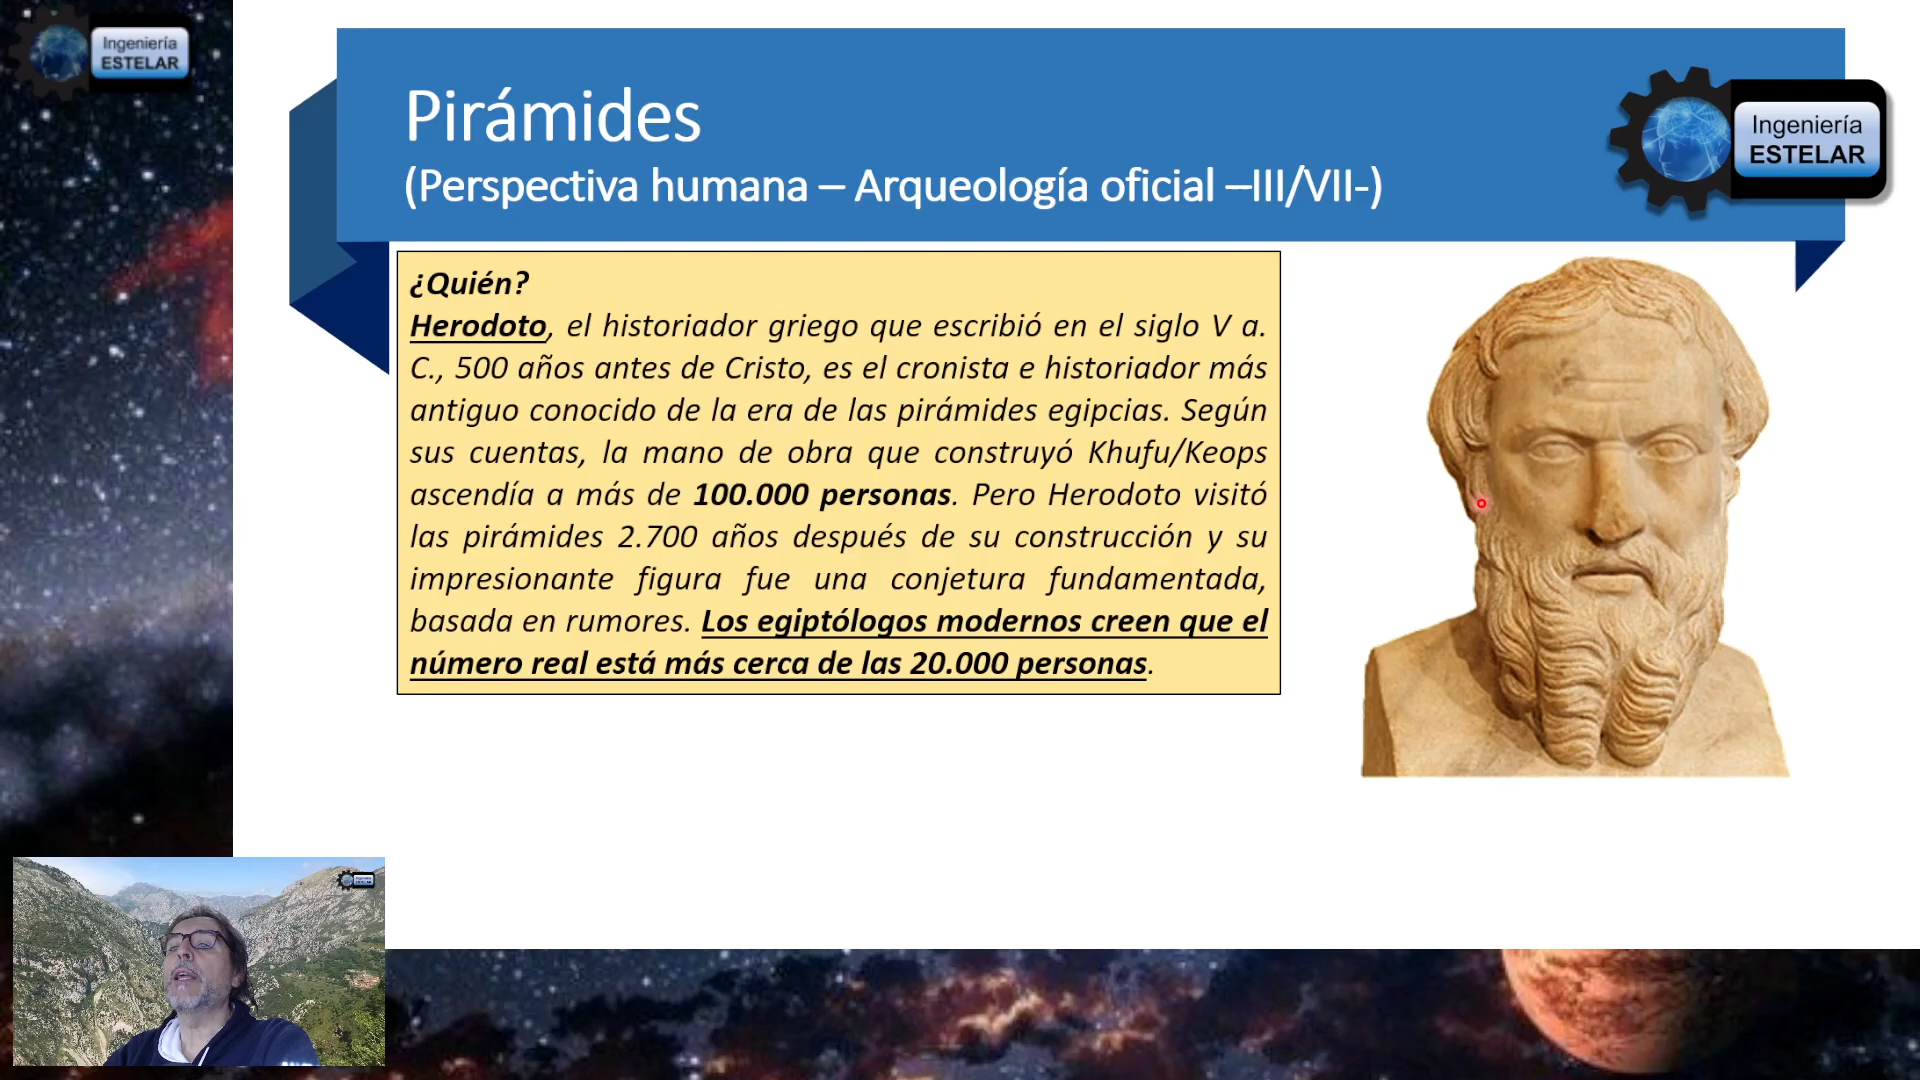 Ingeniería
ESTELAR
Pirámides
(Perspectiva humana – Arqueología oficial –III/VII-)
Ingeniería
ESTELAR
¿Quién?
Herodoto, el historiador griego que escribió en el siglo V a.
C., 500 años antes de Cristo, es el cronista e historiador más
antiguo conocido de la era de las pirámides egipcias. Según
sus cuentas, la mano de obra que construyó Khufu/Keops
ascendía a más de 100.000 personas. Pero Herodoto visitó
las pirámides 2.700 años después de su construcción y su
impresionante figura fue una conjetura fundamentada,
basada en rumores. Los egiptólogos modernos creen que el
número real está más cerca de las 20.000 personas.